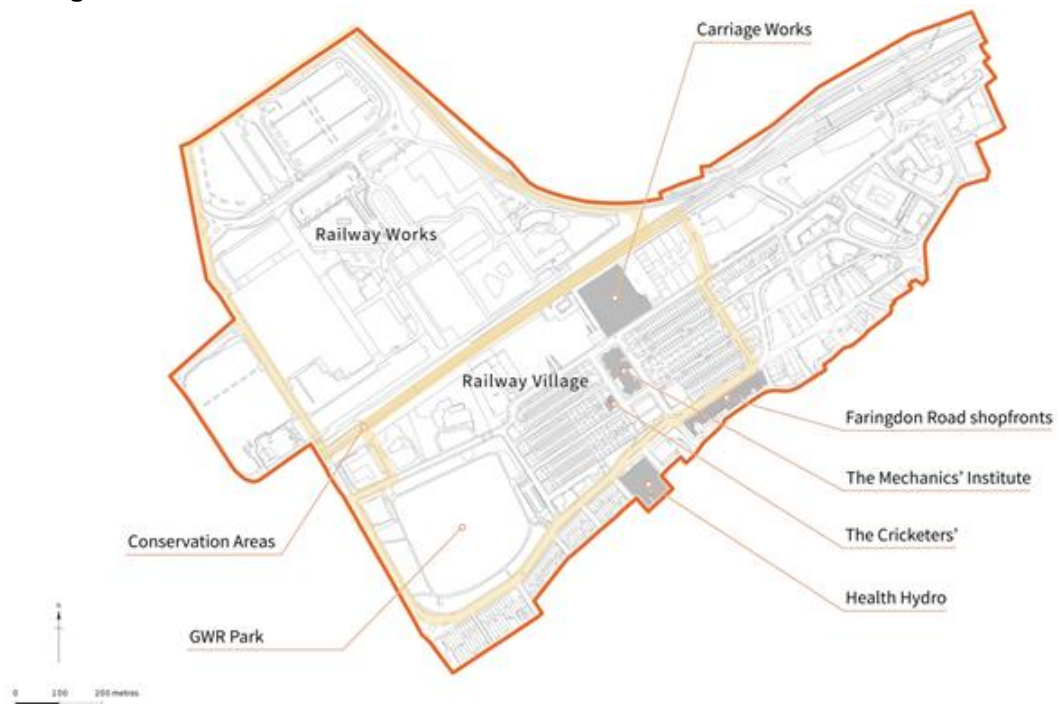 Carriage Works
Railway Works
Railway Village
Faringdon Road shopfronts
The Mechanics' Institute
The Cricketers'
Health Hydro
Conservation Areas
GWR Park
N
0 100 200 metres